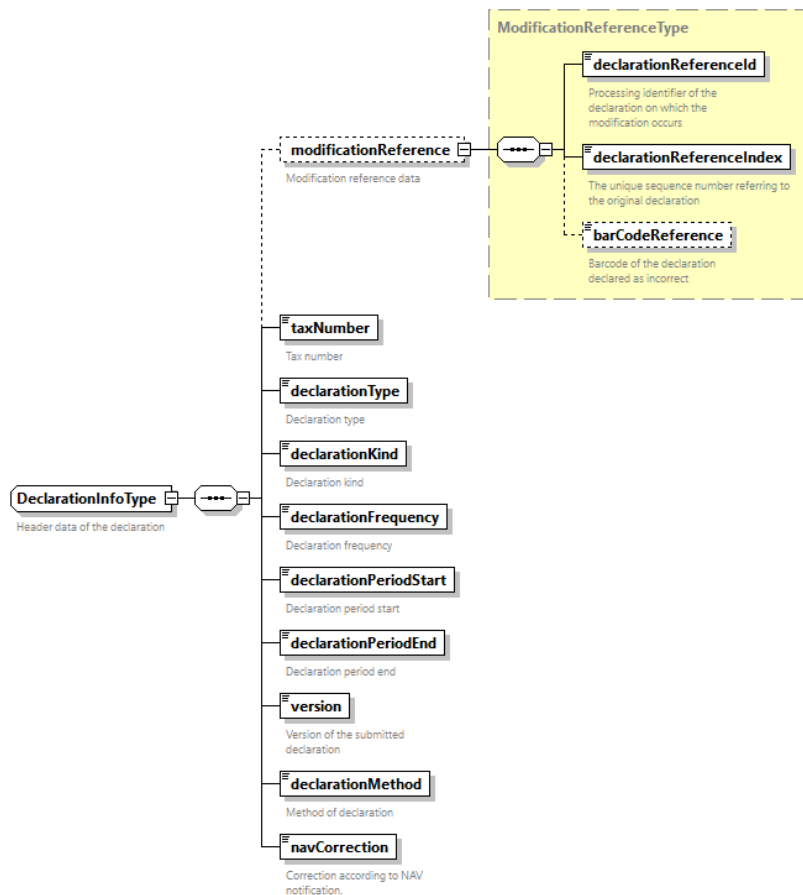 ModificationReferenceType
declarationReferenceId
Processing identifier of the
declaration on which the
modification occurs
modificationReference
Modification reference data
declarationReferenceIndex
The unique sequence number referring to
the original declaration
barCodeReference
Barcode of the declaration
declared as incorrect
taxNumber
Tax number
declarationType
Declaration type
declarationKind
Declaration kind
DeclarationInfoType
Header data of the declaration
declarationFrequency
Declaration frequency
declarationPeriodStart
Declaration period start
declarationPeriodEnd
Declaration period end
version
Version of the submitted
declaration
declarationMethod
Method of declaration
navCorrection
Correction according to NAV
notification.